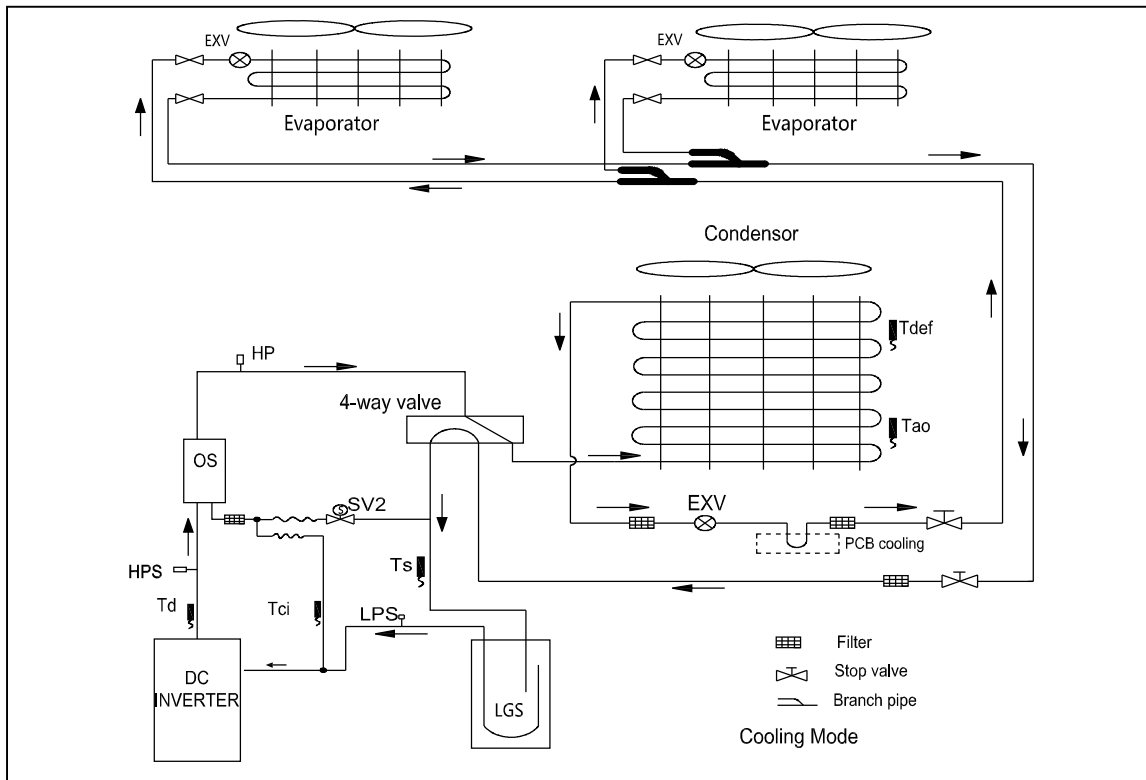 EXV
EXV
Evaporator
Evaporator
Condensor
Tdef
HP
4-way valve
Tao
OS
SV2
S
EXV
PCB cooling
HPS
Ts
Td
Tci
LPS
Filter
DC
INVERTER
Stop valve
LGS
Branch pipe
Cooling Mode